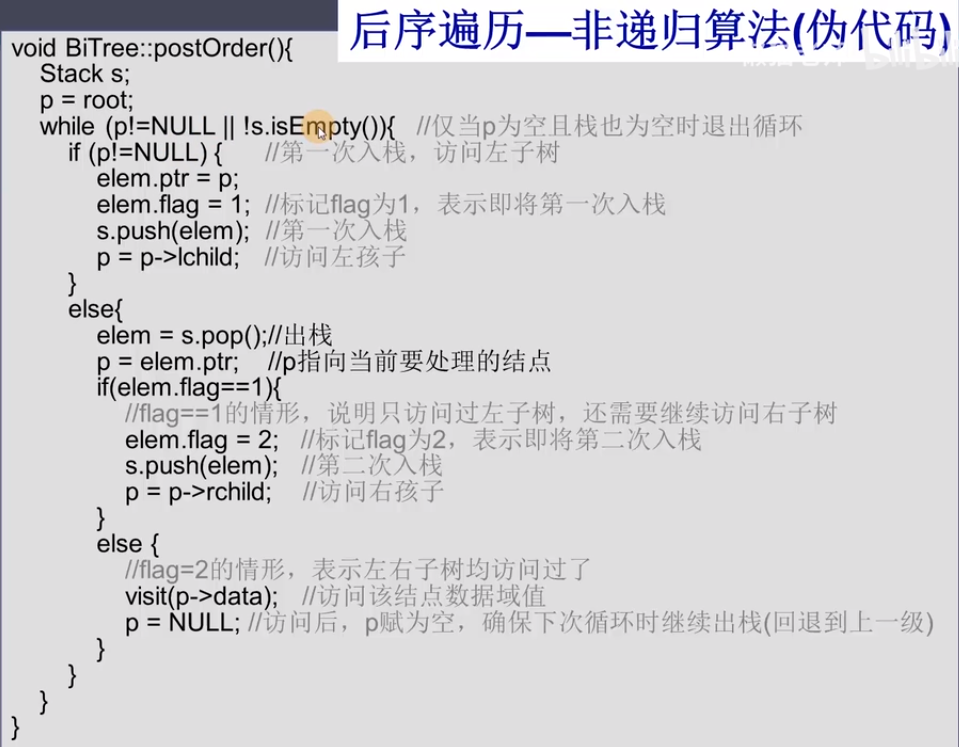 后序遍历—非递归算法(伪代码)
void BiTree::postOrder(){
Stack s;
p = root;
while (p!=NULL || !s.isEmpty()){ //仅当p为空且栈也为空时退出循环
if (p!=NULL) { //第一次入栈，访问左子树
elem.ptr = p;
elem.flag = 1; //标记flag为1，表示即将第一次入栈
s.push(elem); //第一次入栈
p = p->lchild; //访问左孩子
}
else{
elem = s.pop();//出栈
p = elem.ptr; //p指向当前要处理的结点
if(elem.flag==1){
//flag==1的情形，说明只访问过左子树，还需要继续访问右子树
elem.flag = 2; //标记flag为2，表示即将第二次入栈
s.push(elem); //第二次入栈
p = p->rchild; //访问右孩子
}
else {
//flag=2的情形，表示左右子树均访问过了
visit(p->data); //访问该结点数据域值
p = NULL; //访问后，p赋为空，确保下次循环时继续出栈(回退到上一级)
}
}
}
}